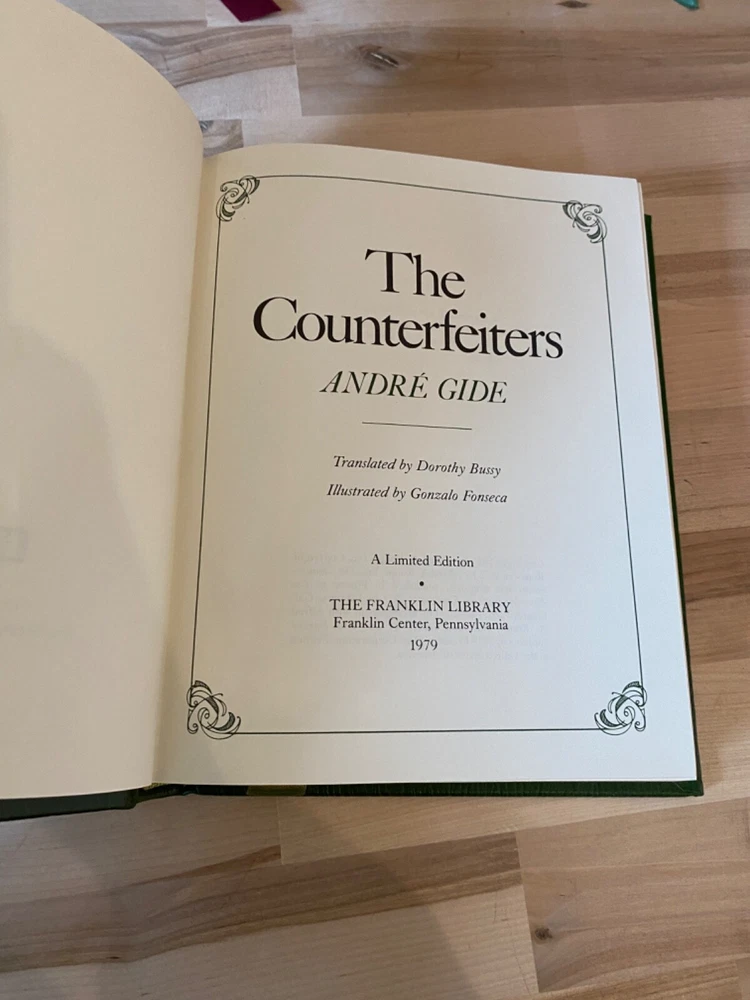 The
Counterfeiters
ANDRÉ GIDE
Translated by Dorothy Bussy
Illustrated by Gonzalo Fonseca
A Limited Edition
•
THE FRANKLIN LIBRARY
Franklin Center, Pennsylvania
1979